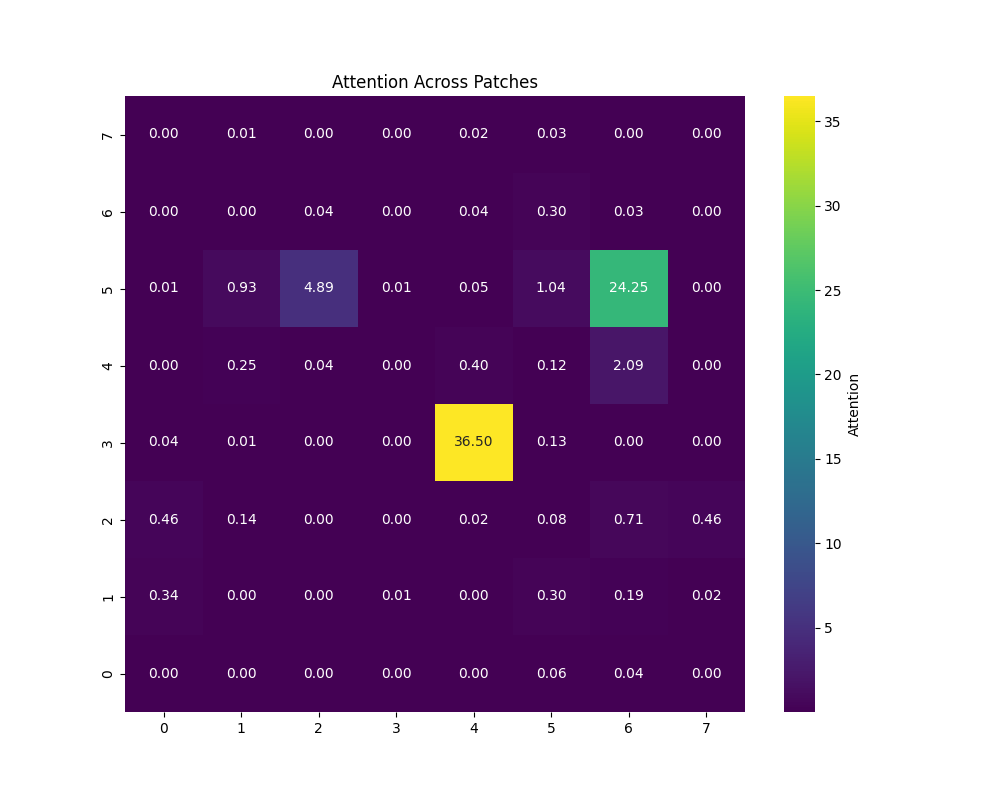 Attention Across Patches
7 0.00 0.01 0.00 0.00 0.02 0.03 0.00 0.00
6 0.00 0.00 0.04 0.00 0.04 0.30 0.03 0.00
5 0.01 0.93 4.89 0.01 0.05 1.04 24.25 0.00
4 0.00 0.25 0.04 0.00 0.40 0.12 2.09 0.00
3 0.04 0.01 0.00 0.00 36.50 0.13 0.00 0.00
2 0.46 0.14 0.00 0.00 0.02 0.08 0.71 0.46
1 0.34 0.00 0.00 0.01 0.00 0.30 0.19 0.02
0 0.00 0.00 0.00 0.00 0.00 0.06 0.04 0.00
0 1 2 3 4 5 6 7
35
30
25
20
15
10
5
Attention